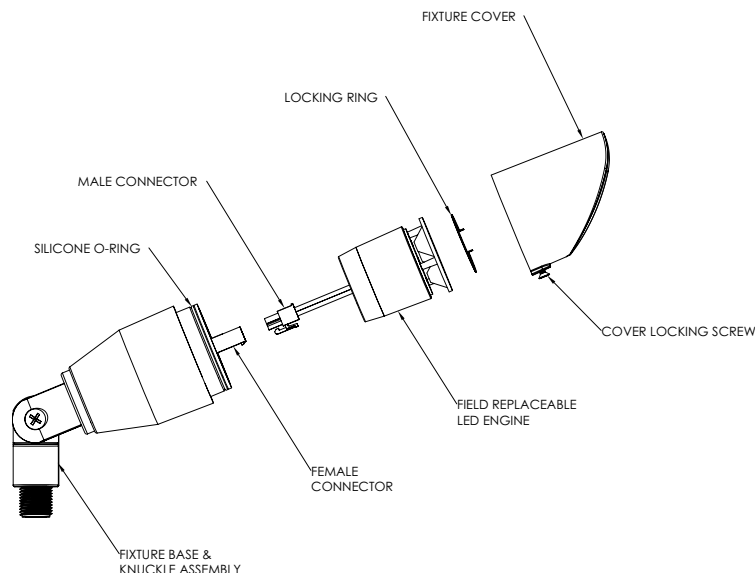 FIXTURE COVER
LOCKING RING
MALE CONNECTOR
SILICONE O-RING
COVER LOCKING SCREW
FIELD REPLACEABLE
LED ENGINE
FEMALE
CONNECTOR
FIXTURE BASE &
KNUCKLE ASSEMBLY